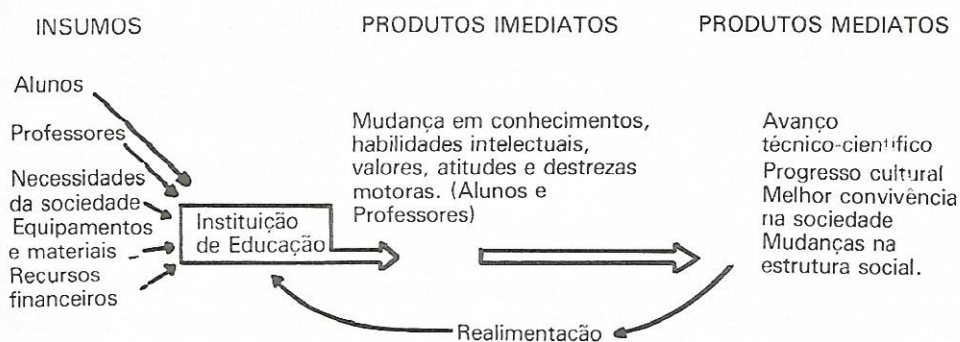 INSUMOS
PRODUTOS IMEDIATOS
PRODUTOS MEDIATOS
Alunos
Professores
Necessidades
da sociedade
Equipamentos
e materiais
Recursos
financeiros
Instituição
de Educação
Mudança em conhecimentos,
habilidades intelectuais,
valores, atitudes e destrezas
motoras. (Alunos e
Professores)
Avanço
técnico-científico
Progresso cultural
Melhor convivência
na sociedade
Mudanças na
estrutura social.
Realimentação